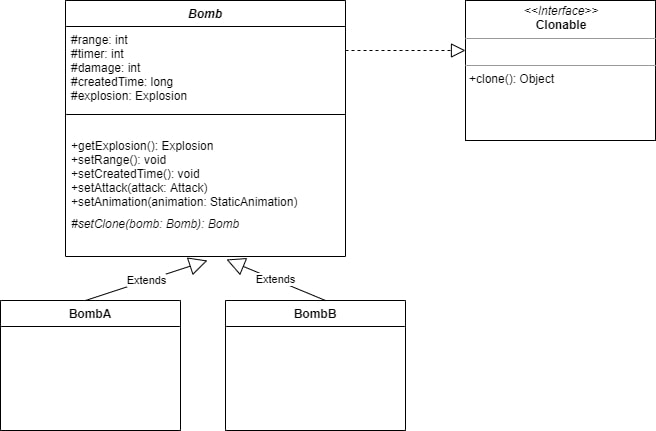 Bomb
#range: int
#timer: int
#damage: int
#createdTime: long
#explosion: Explosion
+getExplosion(): Explosion
+setRange(): void
+setCreatedTime(): void
+setAttack(attack: Attack)
+setAnimation(animation: StaticAnimation)
#setClone(bomb: Bomb): Bomb
<<Interface>>
Clonable
+clone(): Object
Extends
Extends
BombA
BombB